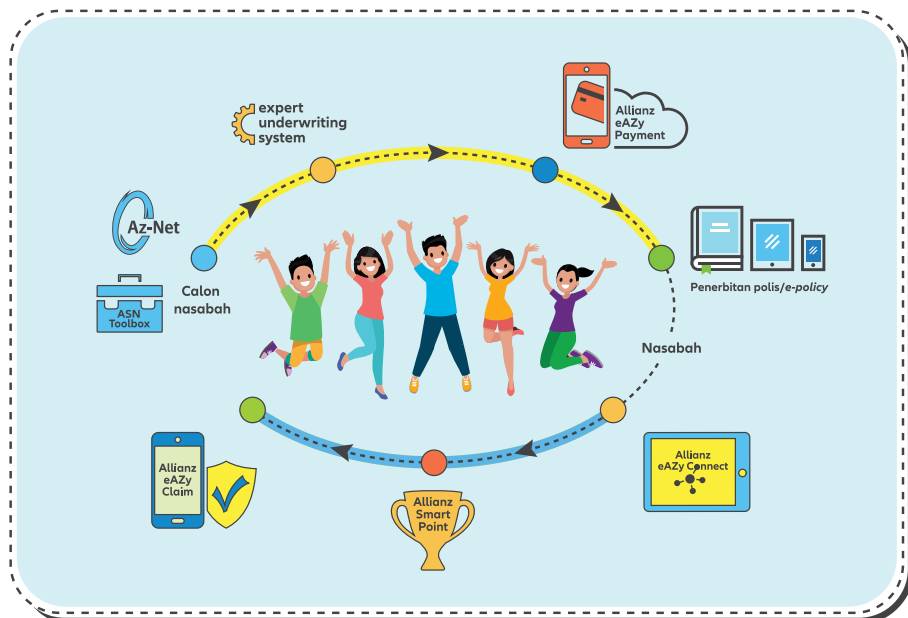 expert
underwriting
system
Allianz
eAZy
Payment
Az-Net
ASN
Toolbox
Calon
nasabah
Penerbitan polis/e-policy
Nasabah
Allianz
eAZy Connect
Allianz
Smart
Point
Allianz
eAZy
Claim